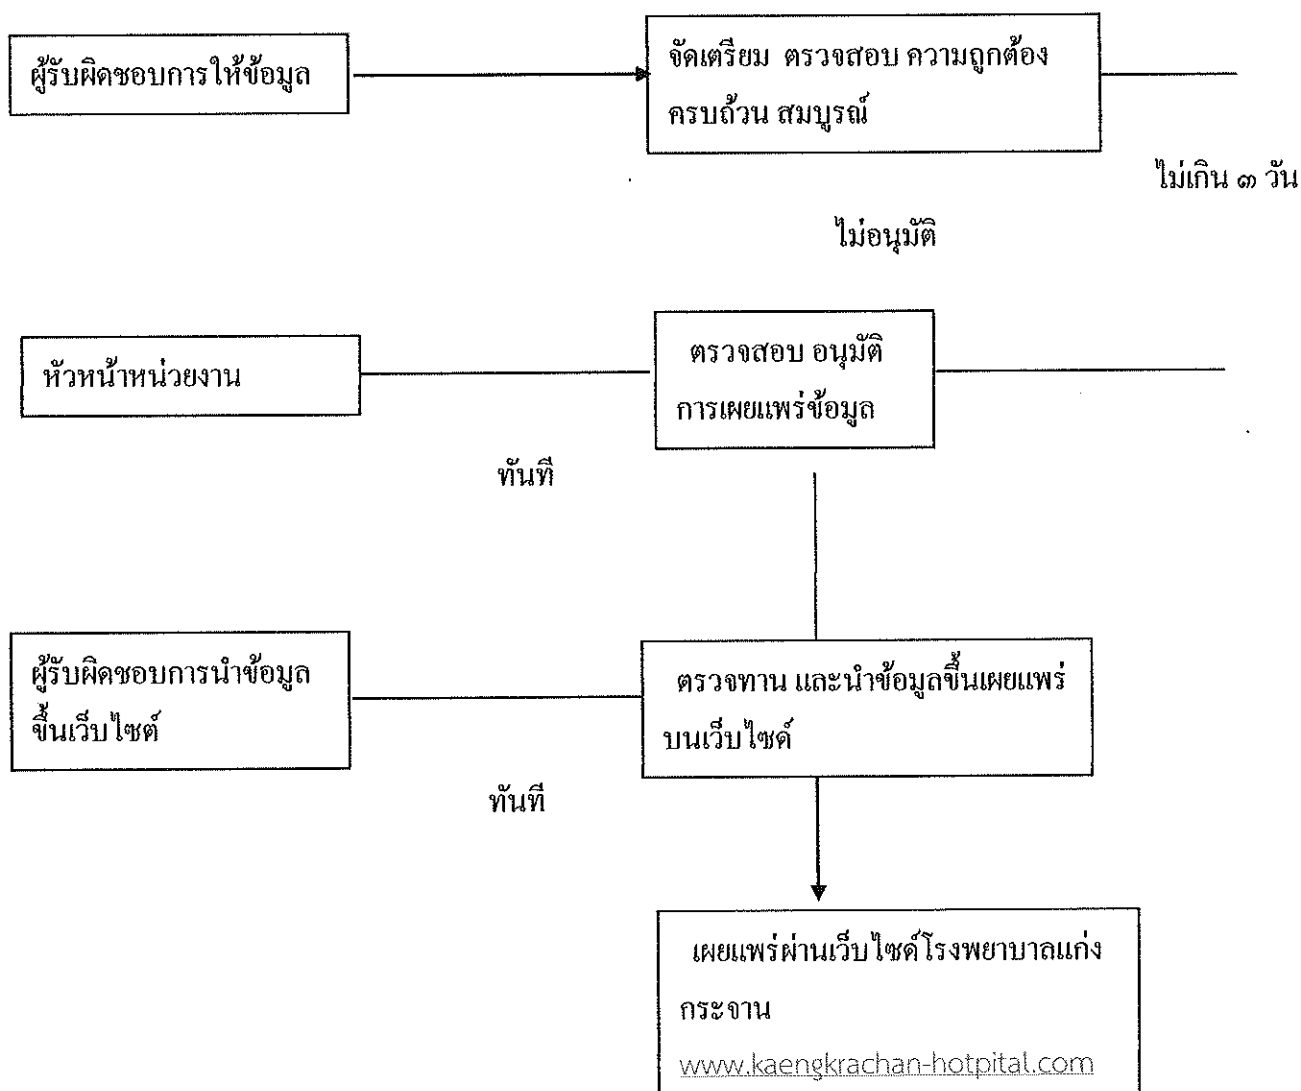 ผู้รับผิดชอบการให้ข้อมูล
จัดเตรียม ตรวจสอบ ความถูกต้อง
ครบถ้วน สมบูรณ์
ไม่เกิน ๓ วัน
ไม่อนุมัติ
หัวหน้าหน่วยงาน
ตรวจสอบ อนุมัติ
การเผยแพร่ข้อมูล
ทันที
ผู้รับผิดชอบการนำข้อมูล
ขึ้นเว็บไซต์
ตรวจทาน และนำข้อมูลขึ้นเผยแพร่
บนเว็บไซด์
ทันที
เผยแพร่ผ่านเว็บไซด์โรงพยาบาลแก่ง
กระจาน
www.kaengkrachan-hotpital.com